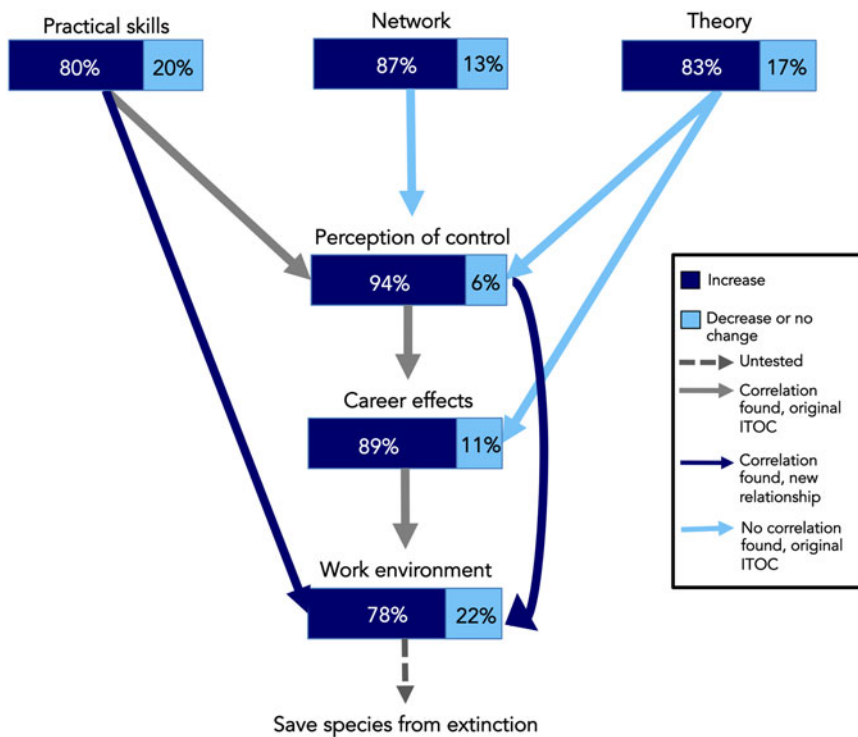 Practical skills
Network
Theory
80%
20%
87%
13%
83%
17%
Perception of control
94%
6%
Career effects
89%
11%
Work environment
78%
22%
Save species from extinction
Increase
Decrease or no
change
Untested
Correlation
found, original
ITOC
Correlation
found, new
relationship
No correlation
found, original
ITOC